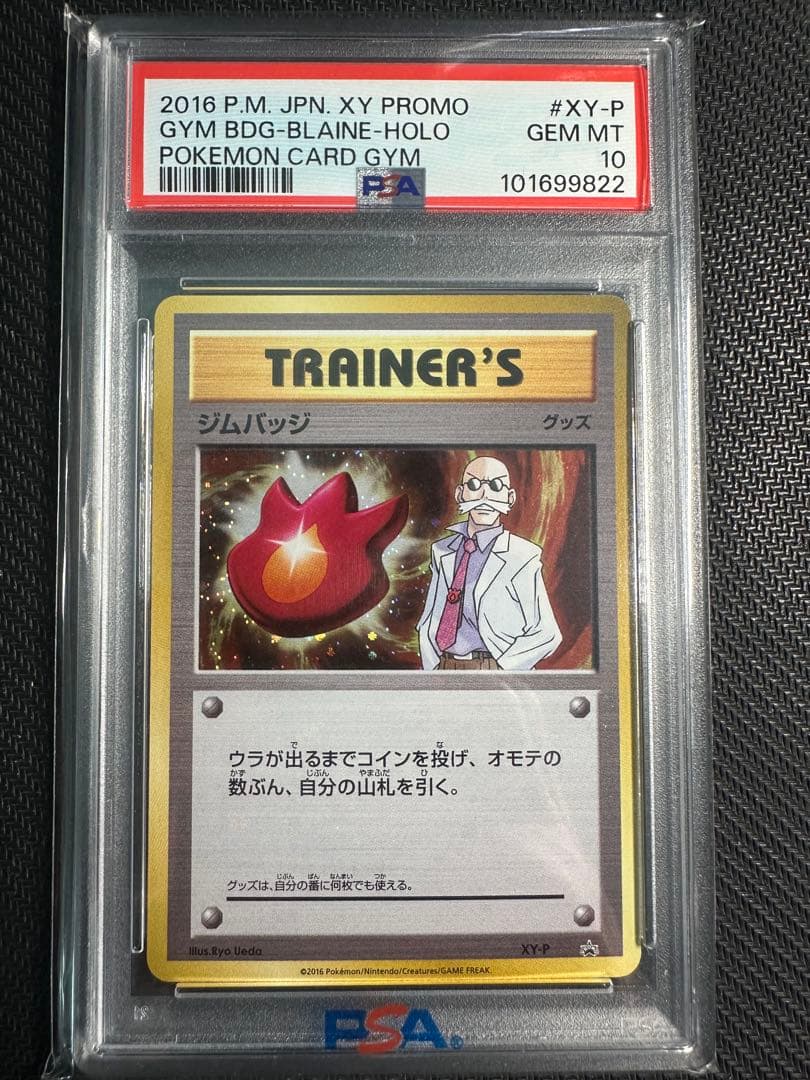 2016 P.M. JPN. XY PROMO #XY-P
GYM BDG-BLAINE-HOLO GEM MT
POKEMON CARD GYM 10
PSA 101699822
TRAINER'S
ジムバッジ グッズ
ウラが出るまでコインを投げ、オモテの
数ぶん、自分の山札を引く。
グッズは、自分の番に何枚でも使える。
Illus.Ryo Ueda XY-P
©2016 Pokémon/Nintendo/Creatures/GAME FREAK.
PSA®